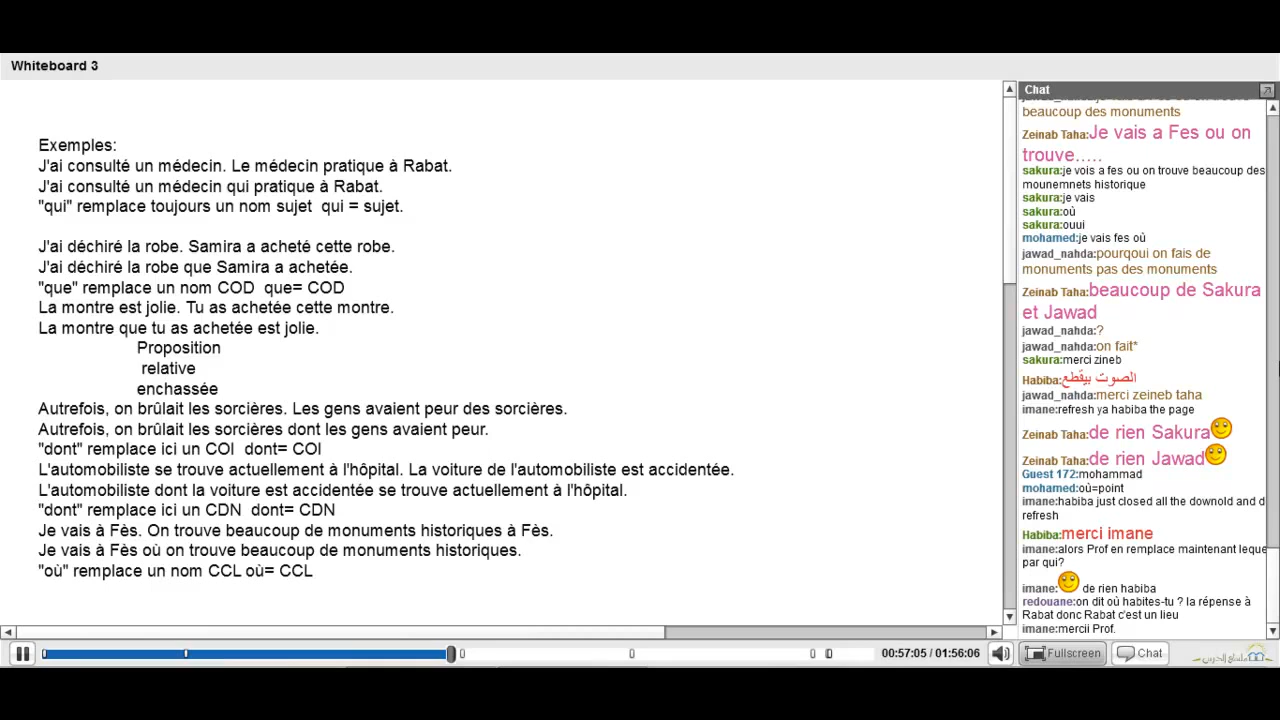 Whiteboard 3
Exemples:
J'ai consulté un médecin. Le médecin pratique à Rabat.
J'ai consulté un médecin qui pratique à Rabat.
"qui" remplace toujours un nom sujet  qui = sujet.
J'ai déchiré la robe. Samira a acheté cette robe.
J'ai déchiré la robe que Samira a achetée.
"que" remplace un nom COD  que= COD
La montre est jolie. Tu as achetée cette montre.
La montre que tu as achetée est jolie.
Proposition
relative
enchassée
Autrefois, on brûlait les sorcières. Les gens avaient peur des sorcières.
Autrefois, on brûlait les sorcières dont les gens avaient peur.
"dont" remplace ici un COI  dont= COI
L'automobiliste se trouve actuellement à l'hôpital. La voiture de l'automobiliste est accidentée.
L'automobiliste dont la voiture est accidentée se trouve actuellement à l'hôpital.
"dont" remplace ici un CDN  dont= CDN
Je vais à Fès. On trouve beaucoup de monuments historiques à Fès.
Je vais à Fès où on trouve beaucoup de monuments historiques.
"où" remplace un nom CCL où= CCL
Chat
beaucoup des monuments
Zeinab Taha:Je vais a Fes ou on
trouve.....
sakura:je vois a fes ou on trouve beaucoup des
mounemnets historique
sakura:je vais
sakura:où
sakura:ouui
mohamed:je vais fes où
jawad_nahda:pourqoui on fais de
monuments pas des monuments
Zeinab Taha:beaucoup de Sakura
et Jawad
jawad_nahda:?
jawad_nahda:on fait*
sakura:merci zineb
Habiba:الصوت بيقطع
jawad_nahda:merci zeineb taha
imane:refresh ya habiba the page
Zeinab Taha:de rien Sakura
Zeinab Taha:de rien Jawad
Guest 172:mohammad
mohamed:où=point
imane:habiba just closed all the downold and d
refresh
Habiba:merci imane
imane:alors Prof en remplace maintenant leque
par qui?
imane: de rien habiba
redouane:on dit où habites-tu ? la répense à
Rabat donc Rabat c'est un lieu
imane:mercii Prof.
00:57:05 / 01:56:06
Fullscreen
Chat